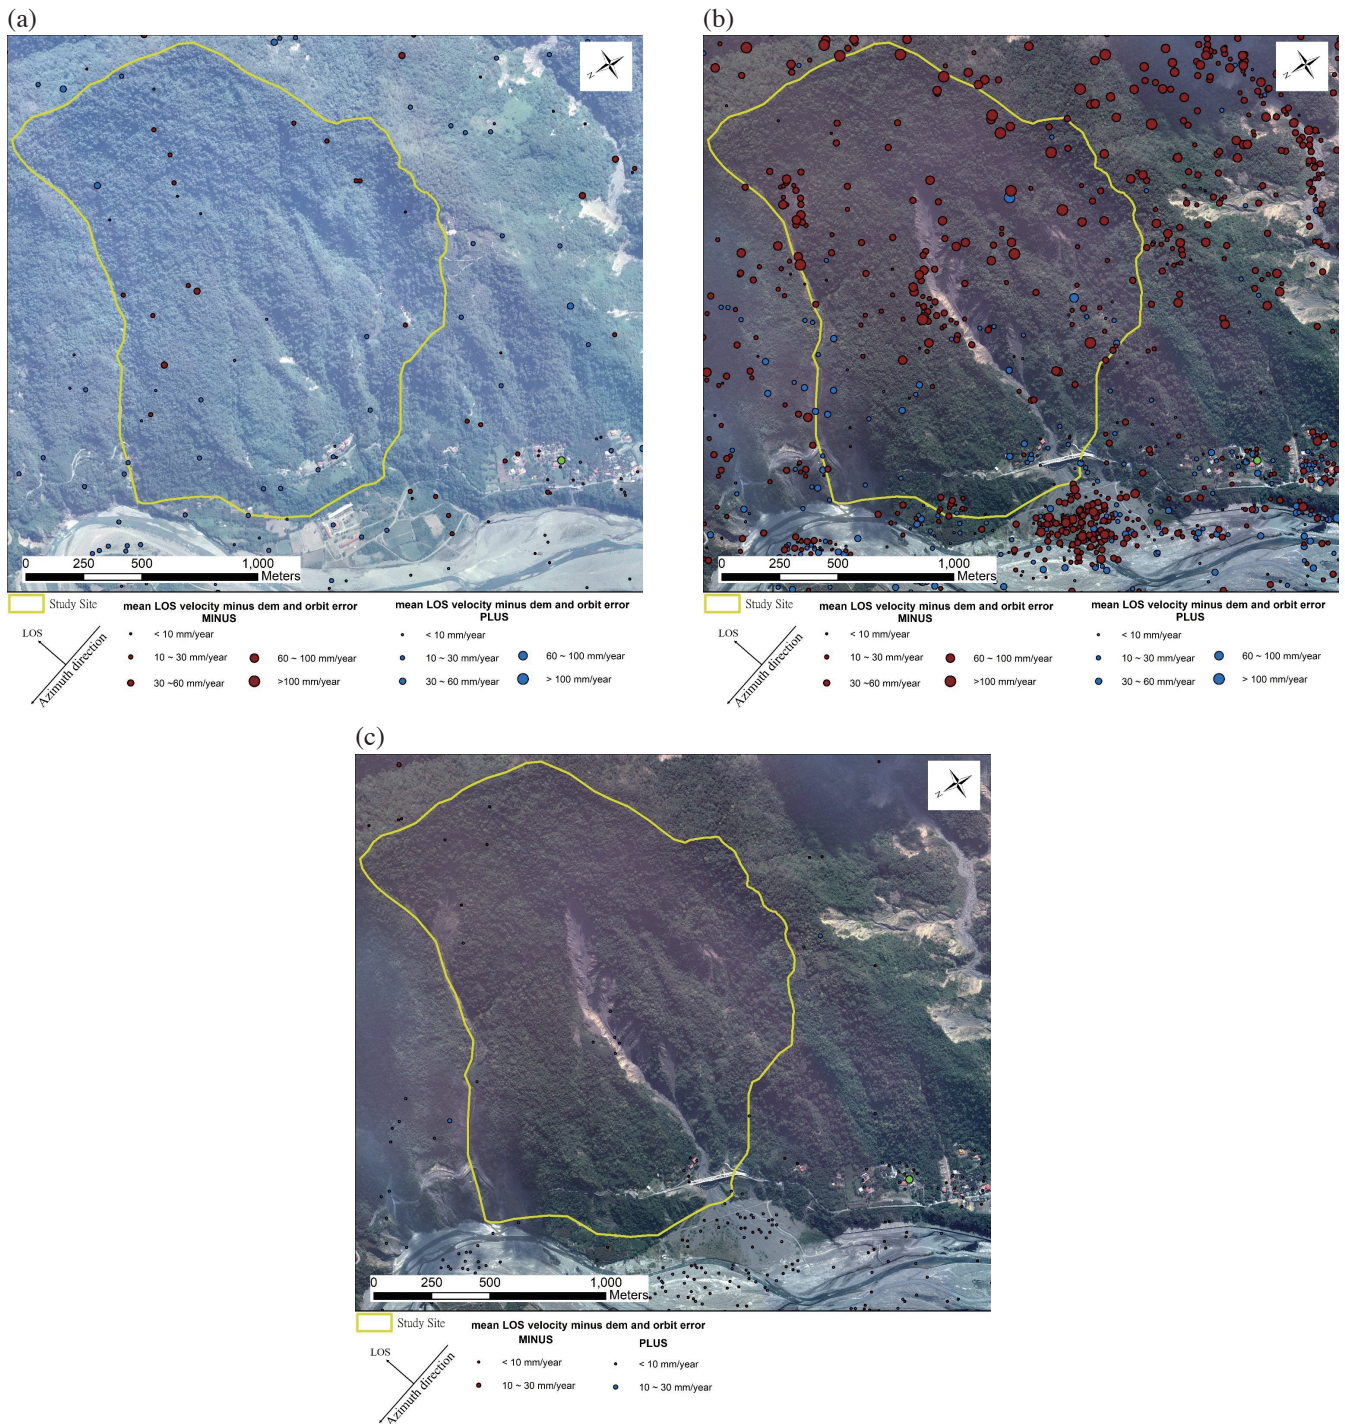 (a)
(b)
N
N
0 250 500 1,000
Meters
0 250 500 1,000
Meters
Study Site
mean LOS velocity minus dem and orbit error
MINUS
mean LOS velocity minus dem and orbit error
PLUS
LOS
Azimuth direction
< 10 mm/year
10 ~ 30 mm/year
30 ~60 mm/year
60 ~ 100 mm/year
>100 mm/year
< 10 mm/year
10 ~ 30 mm/year
30 ~ 60 mm/year
60 ~ 100 mm/year
> 100 mm/year
Study Site
mean LOS velocity minus dem and orbit error
MINUS
mean LOS velocity minus dem and orbit error
PLUS
LOS
Azimuth direction
< 10 mm/year
10 ~ 30 mm/year
30 ~60 mm/year
60 ~ 100 mm/year
>100 mm/year
< 10 mm/year
10 ~ 30 mm/year
30 ~ 60 mm/year
60 ~ 100 mm/year
> 100 mm/year
(c)
N
0 250 500 1,000
Meters
Study Site
mean LOS velocity minus dem and orbit error
MINUS
PLUS
LOS
Azimuth direction
< 10 mm/year
10 ~ 30 mm/year
< 10 mm/year
10 ~ 30 mm/year